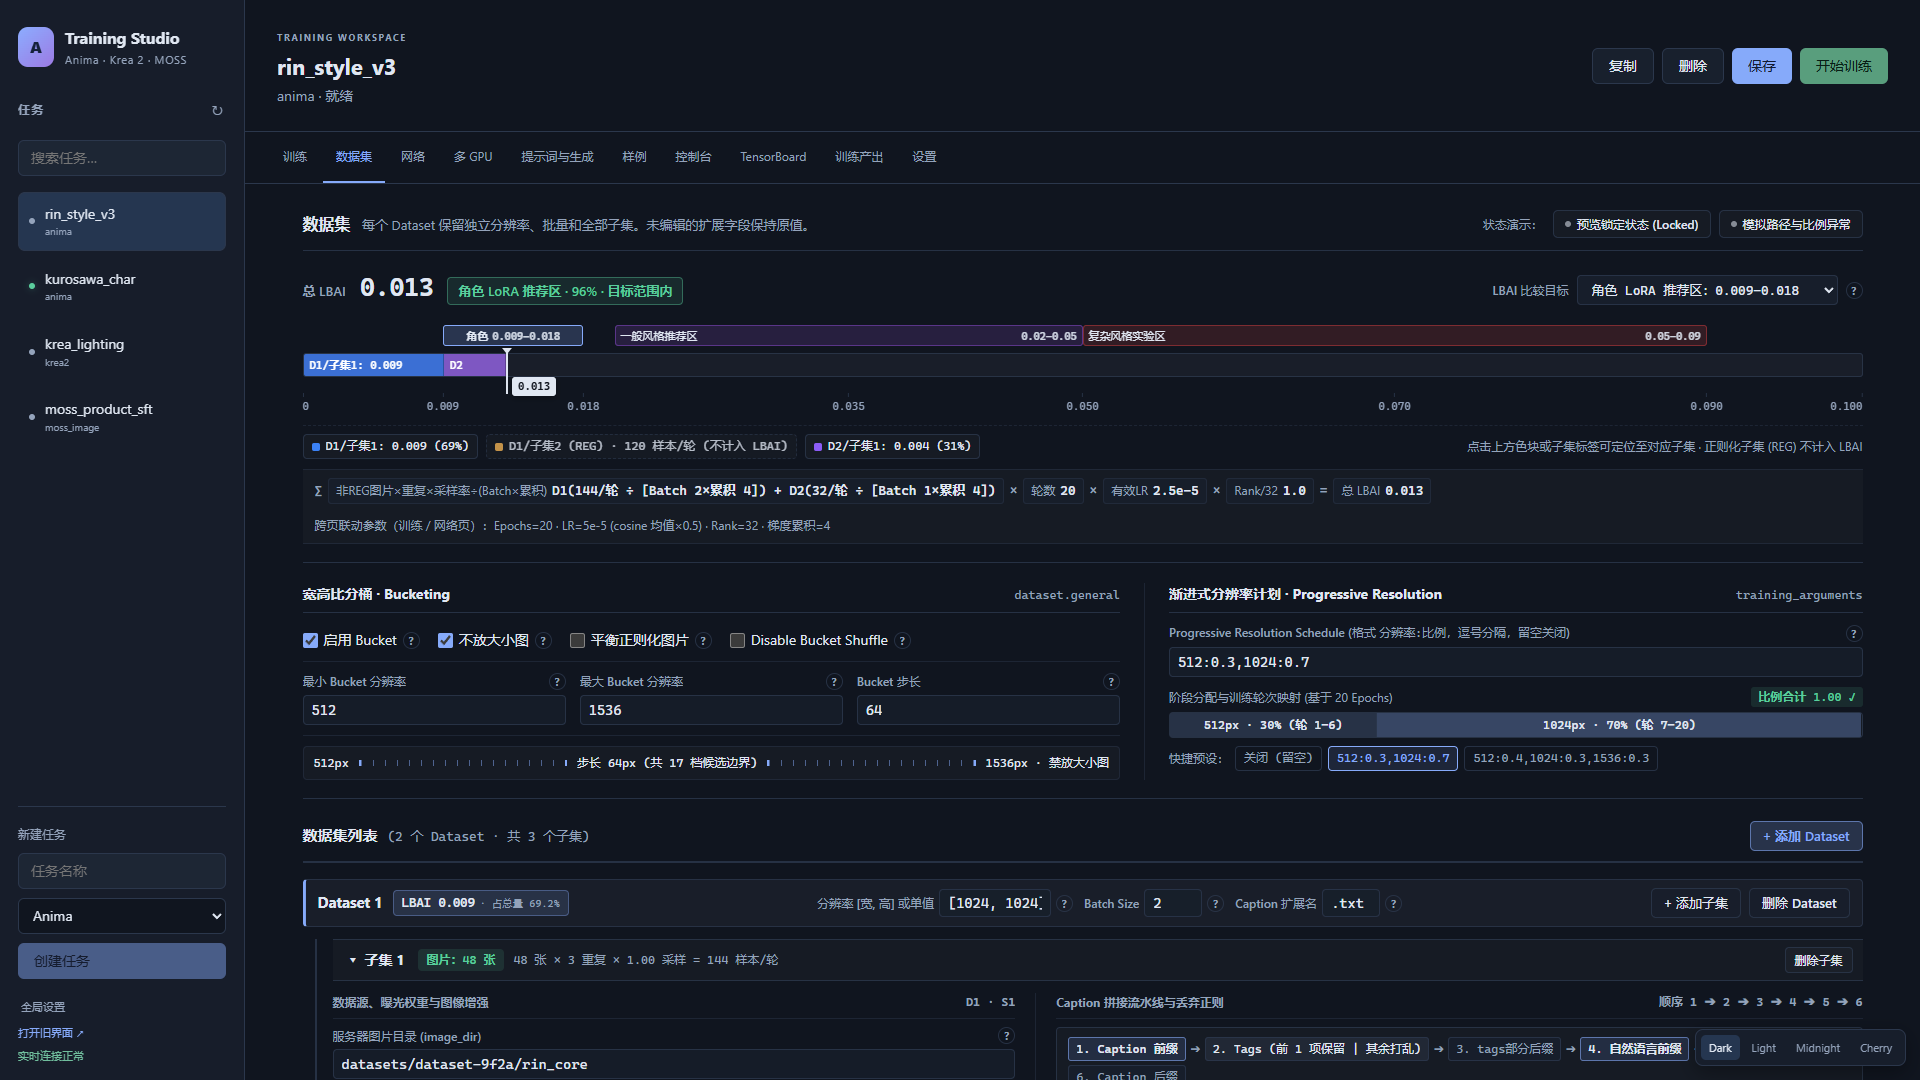 A
Training Studio
Anima · Krea 2 · MOSS
任务
↻
搜索任务...
rin_style_v3
anima
kurosawa_char
anima
krea_lighting
krea2
moss_product_sft
moss_image
新建任务
任务名称
Anima
创建任务
全局设置
打开旧界面 ↗
实时连接正常
TRAINING WORKSPACE
rin_style_v3
anima · 就绪
复制 删除 保存 开始训练
训练 数据集 网络 多 GPU 提示词与生成 样例 控制台 TensorBoard 训练产出 设置
数据集 每个 Dataset 保留独立分辨率、批量和全部子集。未编辑的扩展字段保持原值。
状态演示: 预览锁定状态 (Locked) 模拟路径与比例异常
总 LBAI 0.013 角色 LoRA 推荐区 · 96% · 目标范围内
LBAI 比较目标 角色 LoRA 推荐区: 0.009–0.018 ?
角色 0.009–0.018 一般风格推荐区 0.02–0.05 复杂风格实验区 0.05–0.09
D1/子集1: 0.009 D2
0.013
0 0.009 0.018 0.035 0.050 0.070 0.090 0.100
D1/子集1: 0.009 (69%) D1/子集2 (REG) · 120 样本/轮 (不计入 LBAI) D2/子集1: 0.004 (31%)
点击上方色块或子集标签可定位至对应子集 · 正则化子集 (REG) 不计入 LBAI
∑ 非REG图片×重复×采样率÷(Batch×累积) D1(144/轮 ÷ [Batch 2×累积 4]) + D2(32/轮 ÷ [Batch 1×累积 4]) × 轮数 20 × 有效LR 2.5e-5 × Rank/32 1.0 = 总 LBAI 0.013
跨页联动参数（训练 / 网络页）: Epochs=20 · LR=5e-5 (cosine 均值×0.5) · Rank=32 · 梯度累积=4
宽高比分桶 · Bucketing dataset.general
启用 Bucket ? 不放大小图 ? 平衡正则化图片 ? Disable Bucket Shuffle ?
最小 Bucket 分辨率 ? 最大 Bucket 分辨率 ? Bucket 步长 ?
512 1536 64
512px 步长 64px (共 17 档候选边界) 1536px · 禁放大小图
渐进式分辨率计划 · Progressive Resolution training_arguments
Progressive Resolution Schedule (格式 分辨率:比例，逗号分隔，留空关闭) ?
512:0.3,1024:0.7
阶段分配与训练轮次映射 (基于 20 Epochs) 比例合计 1.00 ✓
512px · 30% (轮 1–6) 1024px · 70% (轮 7–20)
快捷预设: 关闭 (留空) 512:0.3,1024:0.7 512:0.4,1024:0.3,1536:0.3
数据集列表 (2 个 Dataset · 共 3 个子集) + 添加 Dataset
Dataset 1 LBAI 0.009 · 占总量 69.2% 分辨率 [宽, 高] 或单值 [1024, 1024] ? Batch Size 2 ? Caption 扩展名 .txt ? + 添加子集 删除 Dataset
▾ 子集 1 图片: 48 张 48 张 × 3 重复 × 1.00 采样 = 144 样本/轮 删除子集
数据源、曝光权重与图像增强 D1 · S1
服务器图片目录 (image_dir) ?
datasets/dataset-9f2a/rin_core
Caption 拼接流水线与丢弃正则 顺序 1 → 2 → 3 → 4 → 5 → 6
1. Caption 前缀 → 2. Tags (前 1 项保留 | 其余打乱) → 3. tags部分后缀 → 4. 自然语言前缀
6. Caption 后缀
Dark Light Midnight Cherry